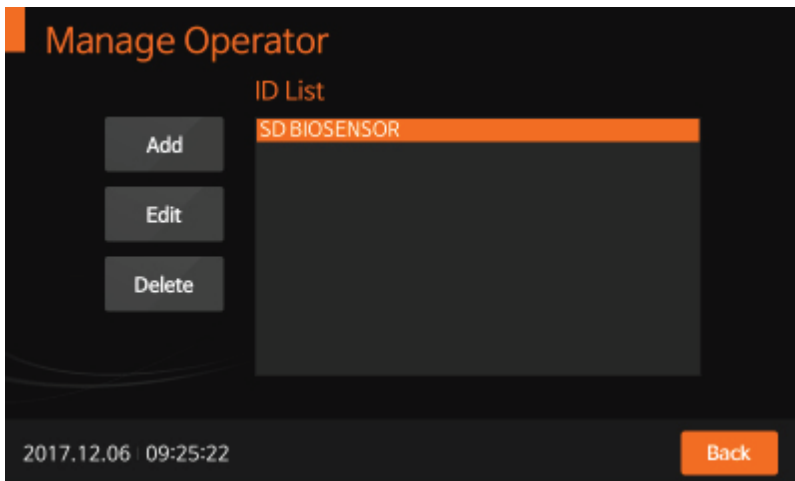 Manage Operator
ID List
SD BIOSENSOR
Add
Edit
Delete
2017.12.06 09:25:22
Back